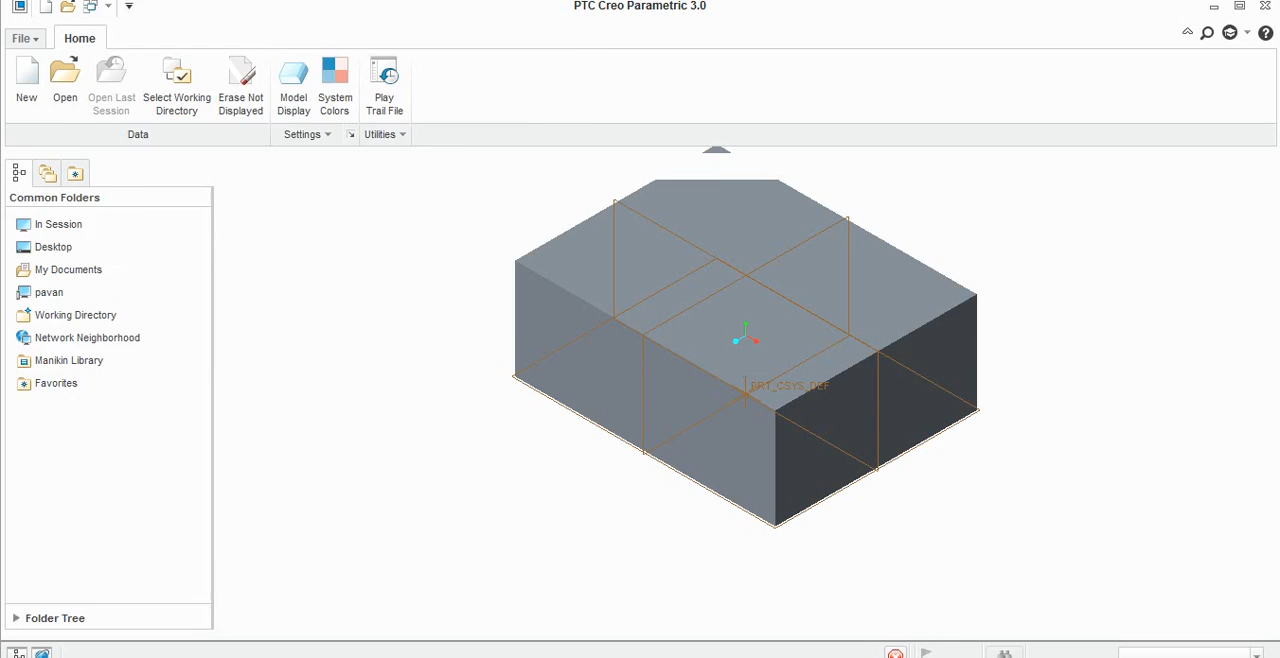 PTC Creo Parametric 3.0
File
Home
New
Open
Open Last
Session
Select Working
Directory
Erase Not
Displayed
Model
Display
System
Colors
Play
Trail File
Data
Settings
Utilities
Common Folders
In Session
Desktop
My Documents
pavan
Working Directory
Network Neighborhood
Manikin Library
Favorites
PRT_CSYS_DEF
Folder Tree